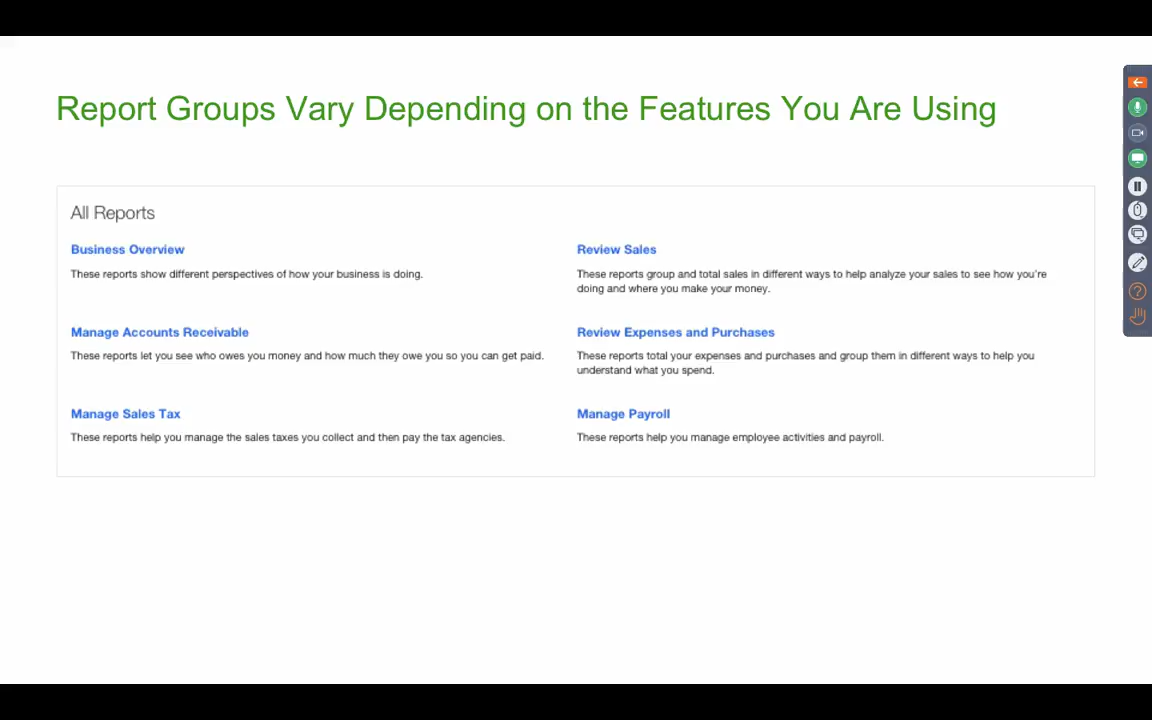 Report Groups Vary Depending on the Features You Are Using
All Reports
Business Overview
These reports show different perspectives of how your business is doing.
Review Sales
These reports group and total sales in different ways to help analyze your sales to see how you're
doing and where you make your money.
Manage Accounts Receivable
These reports let you see who owes you money and how much they owe you so you can get paid.
Review Expenses and Purchases
These reports total your expenses and purchases and group them in different ways to help you
understand what you spend.
Manage Sales Tax
These reports help you manage the sales taxes you collect and then pay the tax agencies.
Manage Payroll
These reports help you manage employee activities and payroll.